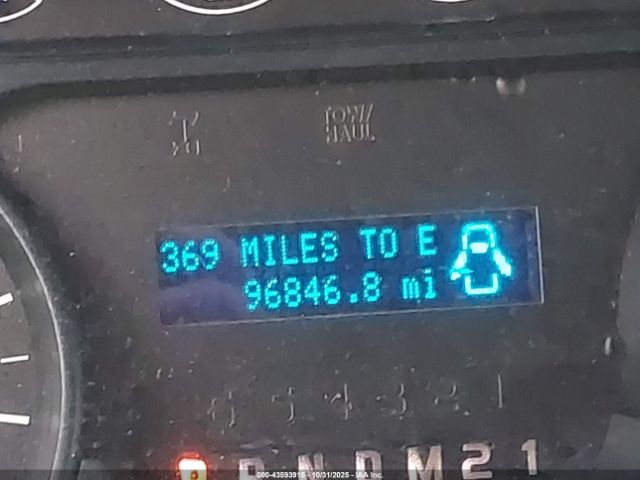 TOW/
HAUL
369 MILES TO E
96846.8 mi
6 5 4 3 2 1
P R N D M 2 1
000-43593915 - 10/31/2025 - IAA Inc.